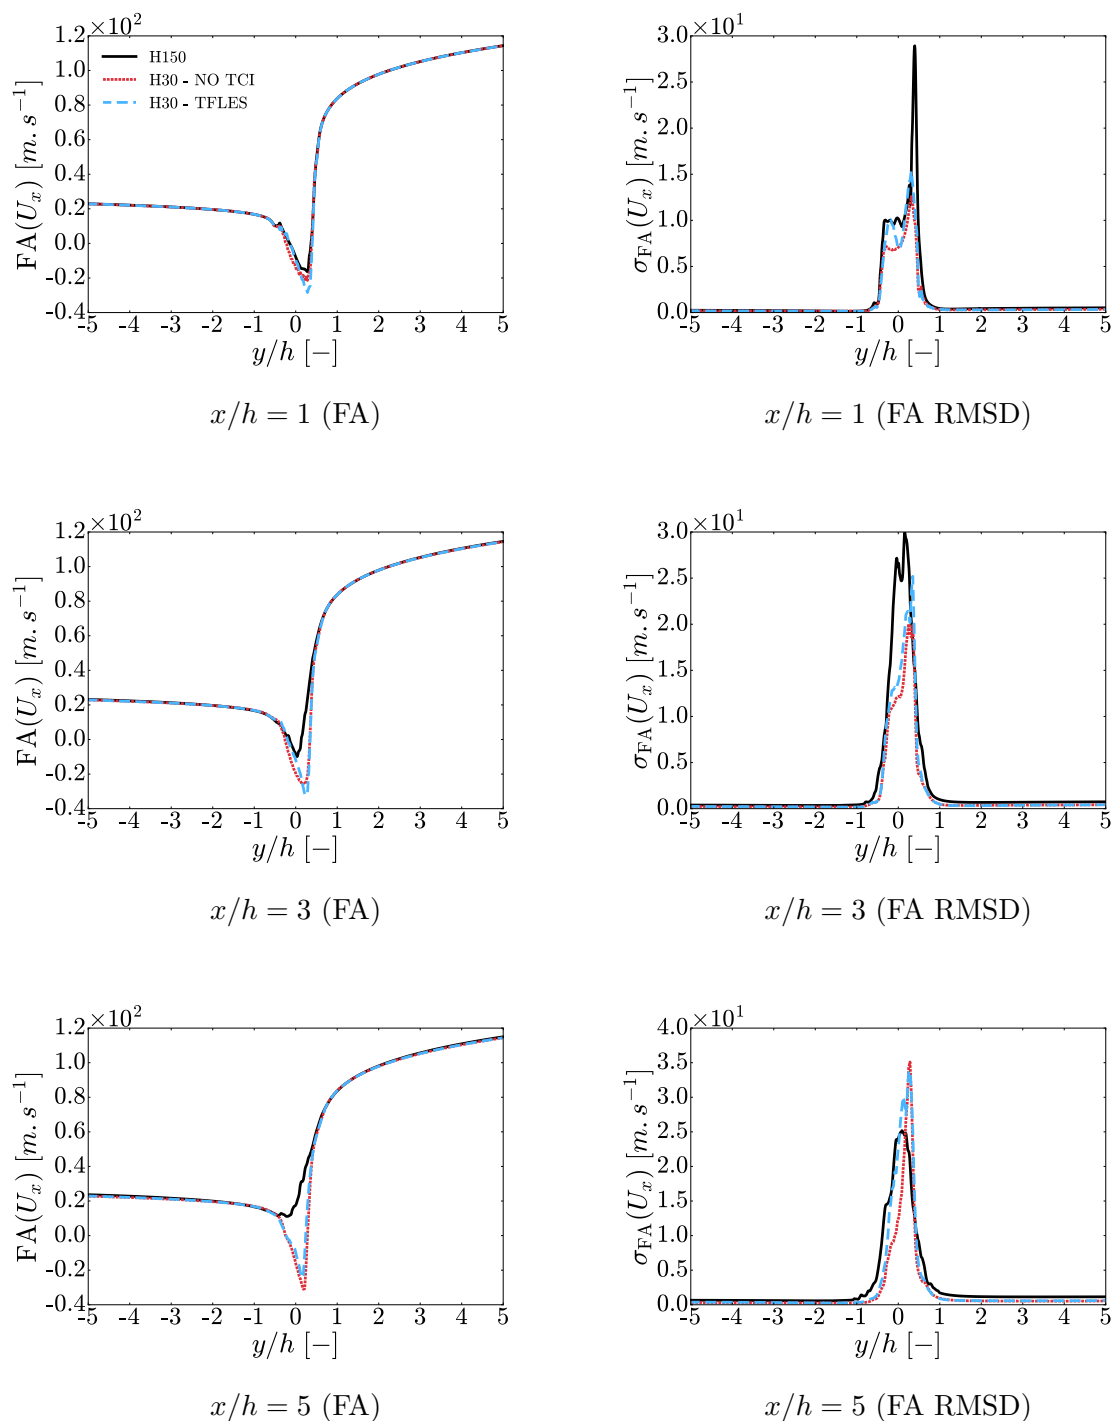 1.2 ×10²
1.0
0.8
0.6
0.4
0.2
0.0
-0.2
-0.4
FA(Uₓ) [m.s⁻¹]
H150
H30 - NO TCI
H30 - TFLES
-5 -4 -3 -2 -1 0 1 2 3 4 5
y/h [−]
x/h = 1 (FA)
3.0 ×10¹
2.5
2.0
1.5
1.0
0.5
0.0
σFA(Uₓ) [m.s⁻¹]
-5 -4 -3 -2 -1 0 1 2 3 4 5
y/h [−]
x/h = 1 (FA RMSD)
1.2 ×10²
1.0
0.8
0.6
0.4
0.2
0.0
-0.2
-0.4
FA(Uₓ) [m.s⁻¹]
-5 -4 -3 -2 -1 0 1 2 3 4 5
y/h [−]
x/h = 3 (FA)
3.0 ×10¹
2.5
2.0
1.5
1.0
0.5
0.0
σFA(Uₓ) [m.s⁻¹]
-5 -4 -3 -2 -1 0 1 2 3 4 5
y/h [−]
x/h = 3 (FA RMSD)
1.2 ×10²
1.0
0.8
0.6
0.4
0.2
0.0
-0.2
-0.4
FA(Uₓ) [m.s⁻¹]
-5 -4 -3 -2 -1 0 1 2 3 4 5
y/h [−]
x/h = 5 (FA)
4.0 ×10¹
3.5
3.0
2.5
2.0
1.5
1.0
0.5
0.0
σFA(Uₓ) [m.s⁻¹]
-5 -4 -3 -2 -1 0 1 2 3 4 5
y/h [−]
x/h = 5 (FA RMSD)